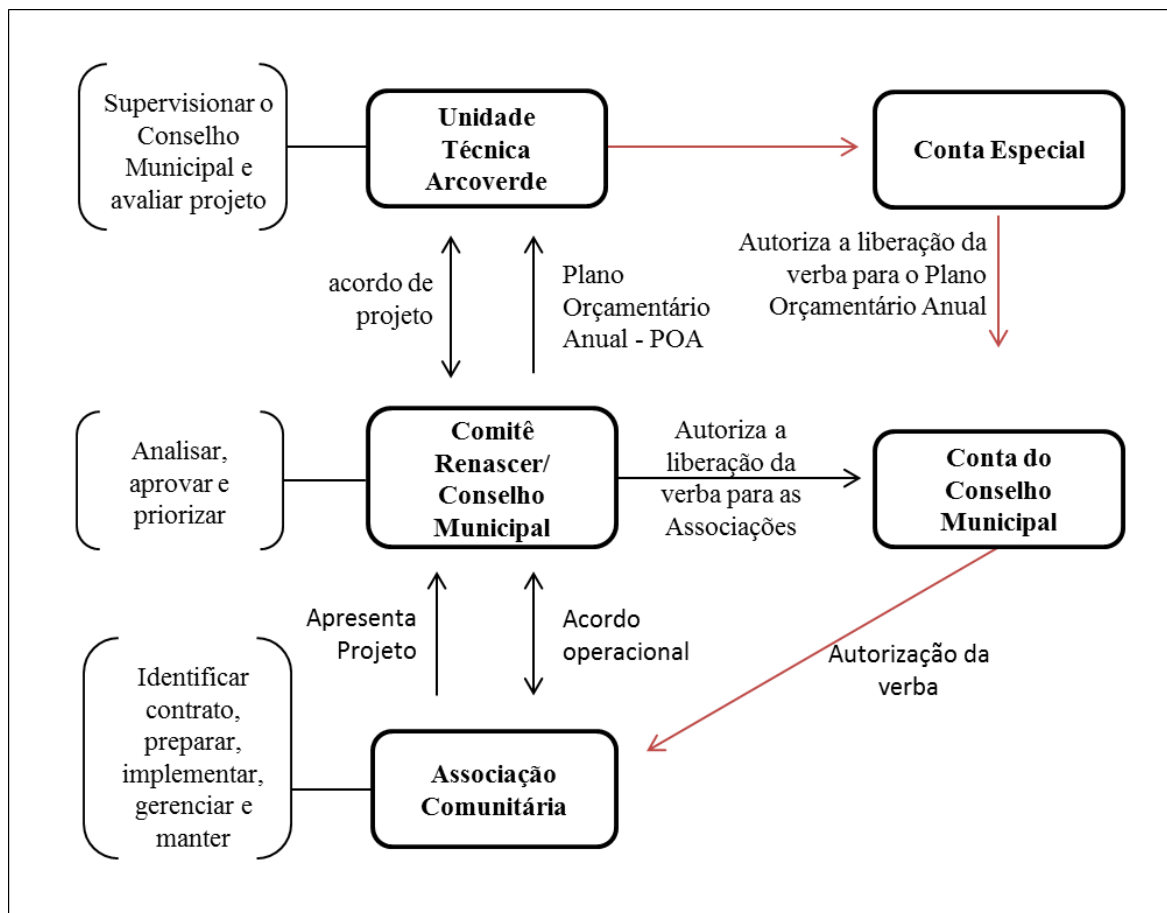 Supervisionar o
Conselho
Municipal e
avaliar projeto
Unidade
Técnica
Arcoverde
Conta Especial
acordo de
projeto
Plano
Orçamentário
Anual - POA
Autoriza a liberação da
verba para o Plano
Orçamentário Anual
Analisar,
aprovar e
priorizar
Comitê
Renascer/
Conselho
Municipal
Autoriza a
liberação da
verba para as
Associações
Conta do
Conselho
Municipal
Apresenta
Projeto
Acordo
operacional
Autorização da
verba
Identificar
contrato,
preparar,
implementar,
gerenciar e
manter
Associação
Comunitária